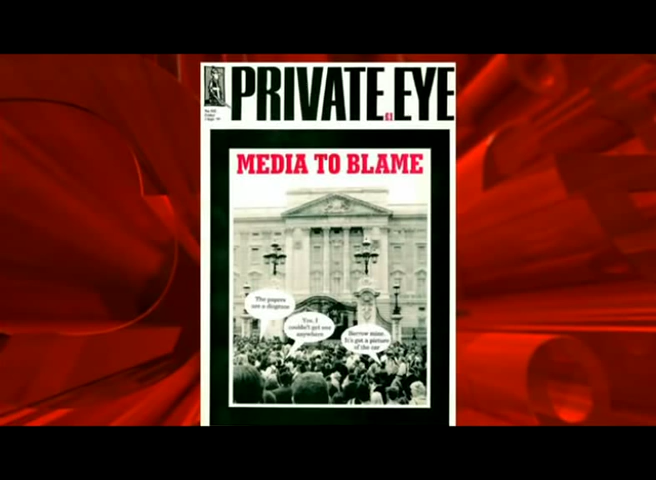 PRIVATE EYE
£1
MEDIA TO BLAME
The papers
are a disgrace
Yes, I
couldn't get one
anywhere
Borrow mine.
It's got a picture
of the car